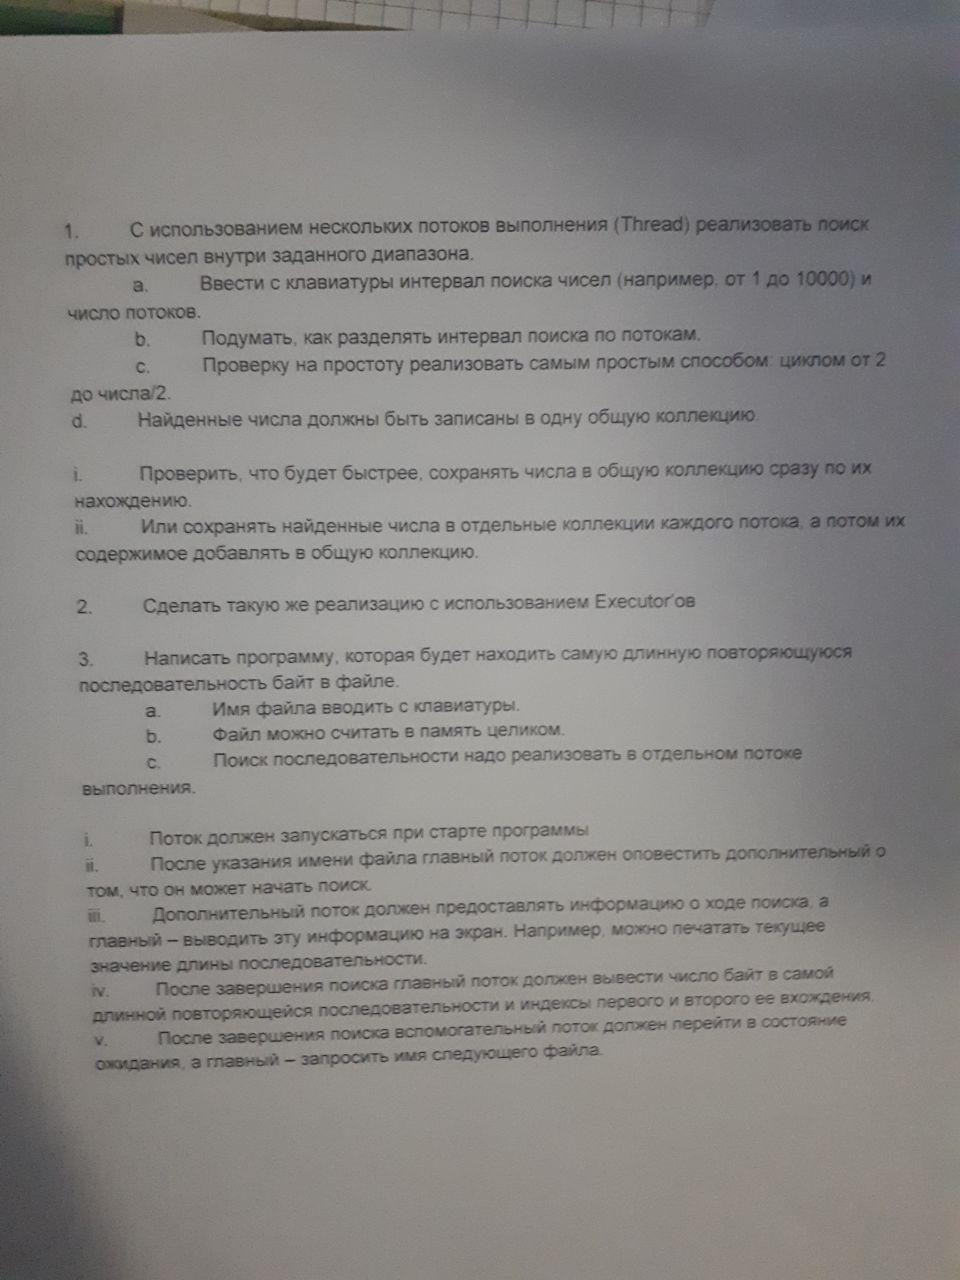 1. С использованием нескольких потоков выполнения (Thread) реализовать поиск
простых чисел внутри заданного диапазона.
a. Ввести с клавиатуры интервал поиска чисел (например, от 1 до 10000) и
число потоков.
b. Подумать, как разделять интервал поиска по потокам.
c. Проверку на простоту реализовать самым простым способом: циклом от 2
до числа/2.
d. Найденные числа должны быть записаны в одну общую коллекцию.
i. Проверить, что будет быстрее, сохранять числа в общую коллекцию сразу по их
нахождению.
ii. Или сохранять найденные числа в отдельные коллекции каждого потока, а потом их
содержимое добавлять в общую коллекцию.
2. Сделать такую же реализацию с использованием Executor'ов
3. Написать программу, которая будет находить самую длинную повторяющуюся
последовательность байт в файле.
a. Имя файла вводить с клавиатуры.
b. Файл можно считать в память целиком.
c. Поиск последовательности надо реализовать в отдельном потоке
выполнения.
i. Поток должен запускаться при старте программы
ii. После указания имени файла главный поток должен оповестить дополнительный о
том, что он может начать поиск.
iii. Дополнительный поток должен предоставлять информацию о ходе поиска, а
главный – выводить эту информацию на экран. Например, можно печатать текущее
значение длины последовательности.
iv. После завершения поиска главный поток должен вывести число байт в самой
длинной повторяющейся последовательности и индексы первого и второго ее вхождения.
v. После завершения поиска вспомогательный поток должен перейти в состояние
ожидания, а главный – запросить имя следующего файла.